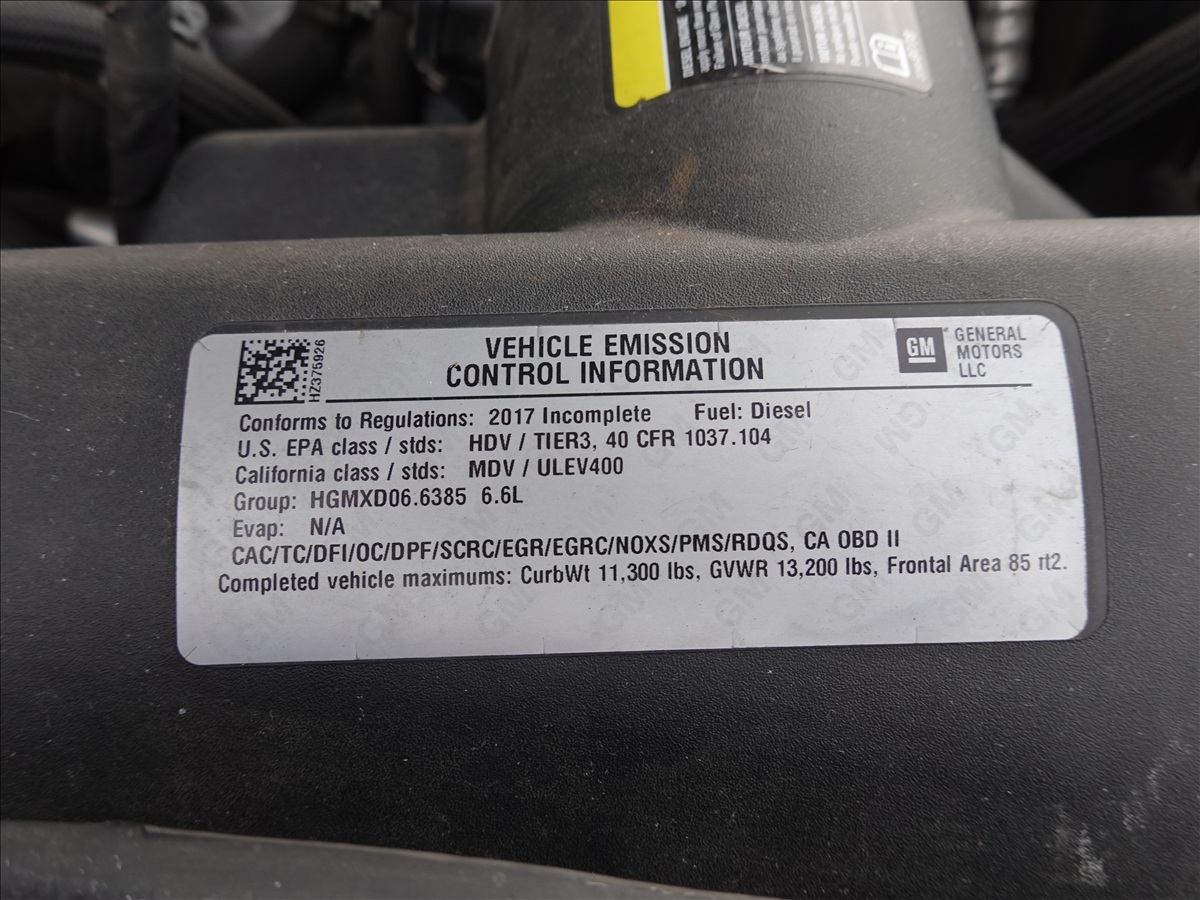 HZ375926
VEHICLE EMISSION
CONTROL INFORMATION
GM
GENERAL
MOTORS
LLC
Conforms to Regulations: 2017 Incomplete Fuel: Diesel
U.S. EPA class / stds: HDV / TIER3, 40 CFR 1037.104
California class / stds: MDV / ULEV400
Group: HGMXD06.6385 6.6L
Evap: N/A
CAC/TC/DFI/OC/DPF/SCRC/EGR/EGRC/NOXS/PMS/RDQS, CA OBD II
Completed vehicle maximums: CurbWt 11,300 lbs, GVWR 13,200 lbs, Frontal Area 85 ft2.